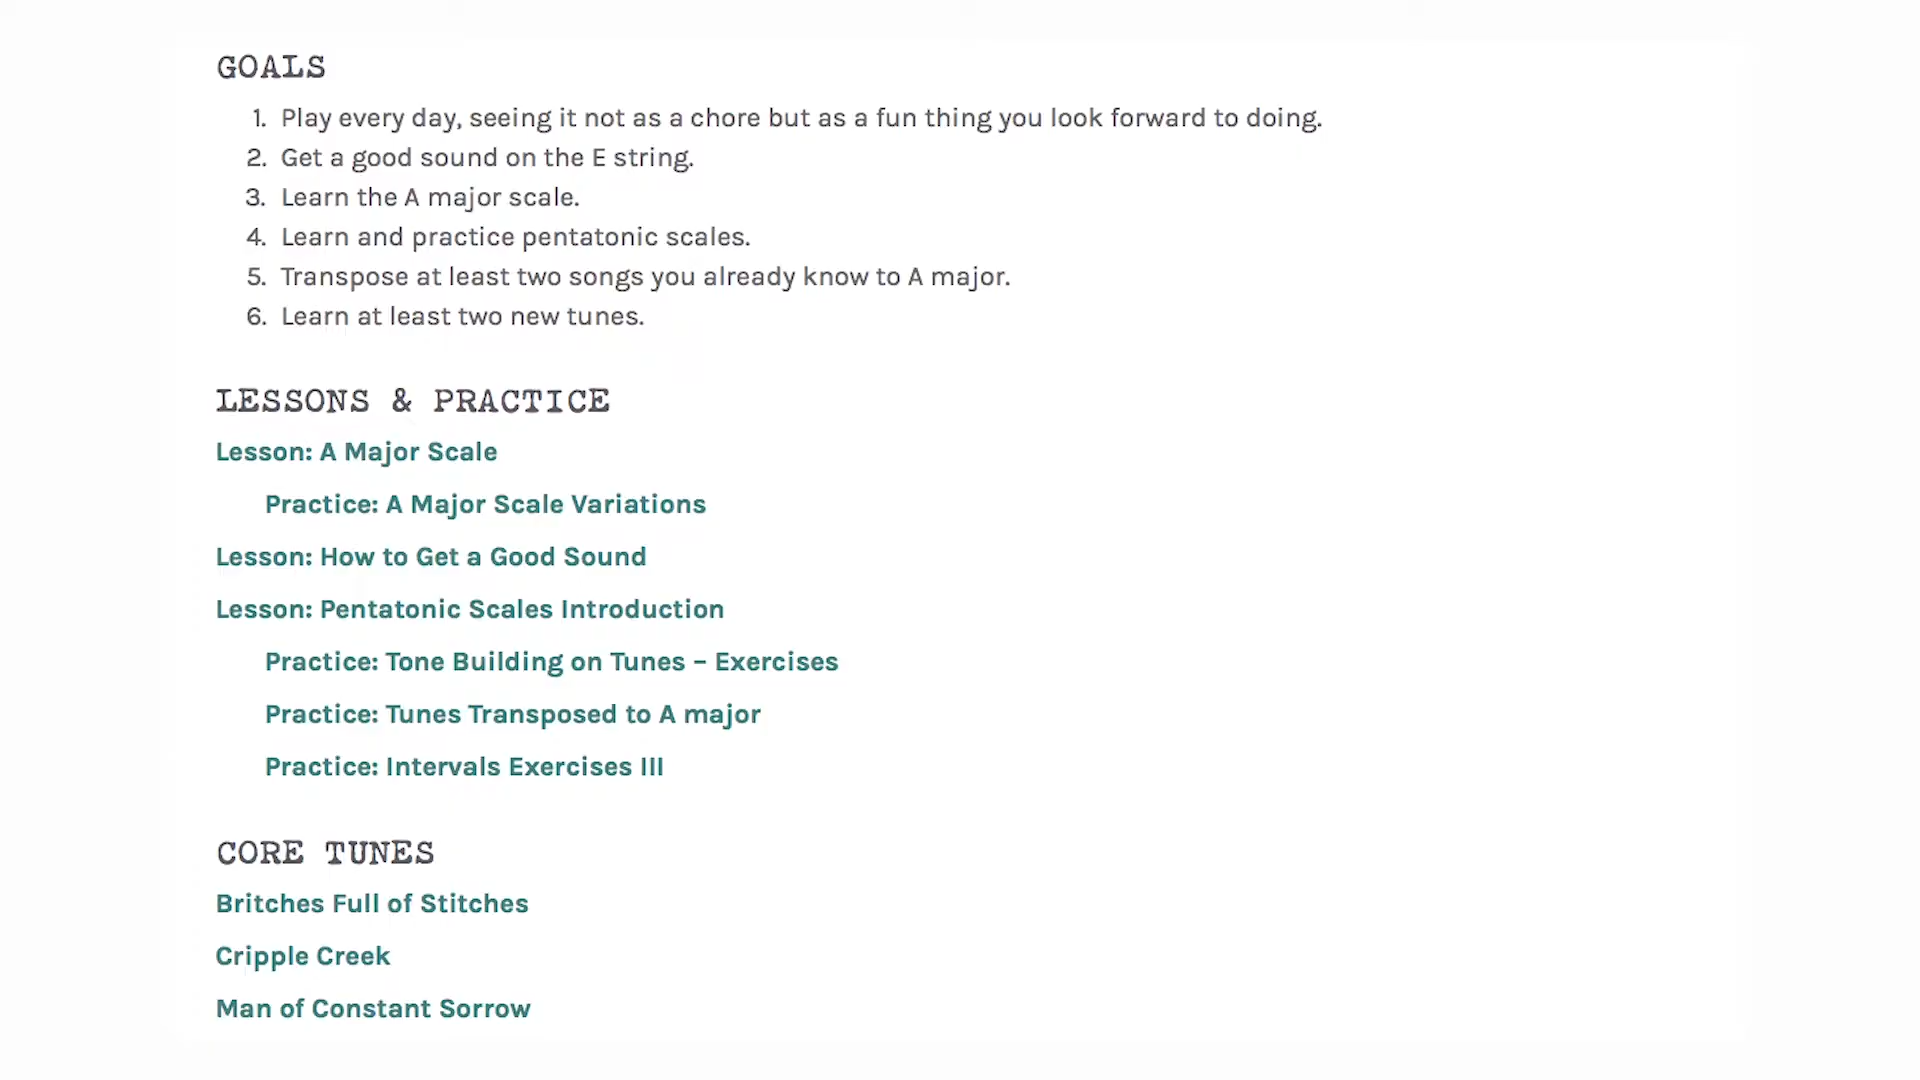 GOALS
1. Play every day, seeing it not as a chore but as a fun thing you look forward to doing.
2. Get a good sound on the E string.
3. Learn the A major scale.
4. Learn and practice pentatonic scales.
5. Transpose at least two songs you already know to A major.
6. Learn at least two new tunes.
LESSONS & PRACTICE
Lesson: A Major Scale
Practice: A Major Scale Variations
Lesson: How to Get a Good Sound
Lesson: Pentatonic Scales Introduction
Practice: Tone Building on Tunes – Exercises
Practice: Tunes Transposed to A major
Practice: Intervals Exercises III
CORE TUNES
Britches Full of Stitches
Cripple Creek
Man of Constant Sorrow